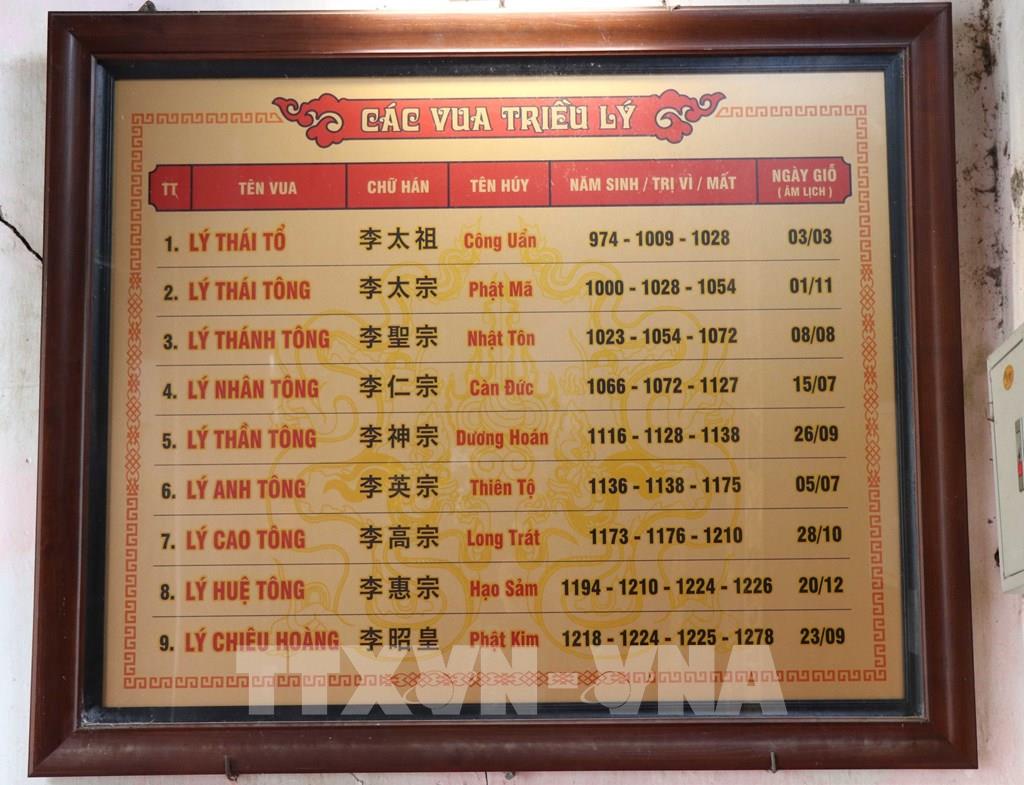 CÁC VUA TRIỀU LÝ
TT TÊN VUA CHỮ HÁN TÊN HÚY NĂM SINH / TRỊ VÌ / MẤT NGÀY GIỖ
( ÂM LỊCH )
1. LÝ THÁI TỔ 李太祖 Công Uẩn 974 - 1009 - 1028 03/03
2. LÝ THÁI TÔNG 李太宗 Phật Mã 1000 - 1028 - 1054 01/11
3. LÝ THÁNH TÔNG 李聖宗 Nhật Tôn 1023 - 1054 - 1072 08/08
4. LÝ NHÂN TÔNG 李仁宗 Càn Đức 1066 - 1072 - 1127 15/07
5. LÝ THẦN TÔNG 李神宗 Dương Hoán 1116 - 1128 - 1138 26/09
6. LÝ ANH TÔNG 李英宗 Thiên Tộ 1136 - 1138 - 1175 05/07
7. LÝ CAO TÔNG 李高宗 Long Trát 1173 - 1176 - 1210 28/10
8. LÝ HUỆ TÔNG 李惠宗 Hạo Sảm 1194 - 1210 - 1224 - 1226 20/12
9. LÝ CHIÊU HOÀNG 李昭皇 Phật Kim 1218 - 1224 - 1225 - 1278 23/09
TTXVN-VNA